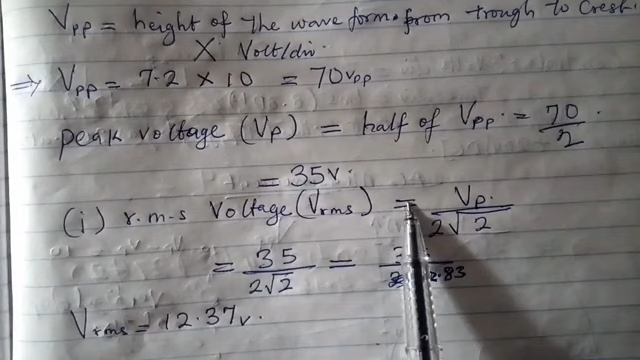 Vpp = height of the wave form from trough to Crest.
X Volt/div.
⇒ Vpp = 7.2 × 10 = 70vpp
peak voltage (Vp) = half of Vpp. = 70/2.
= 35v.
(i) r.m.s Voltage (Vrms) = Vp./2√2
= 35/2√2 = 2.83
Vrms = 12.37v.